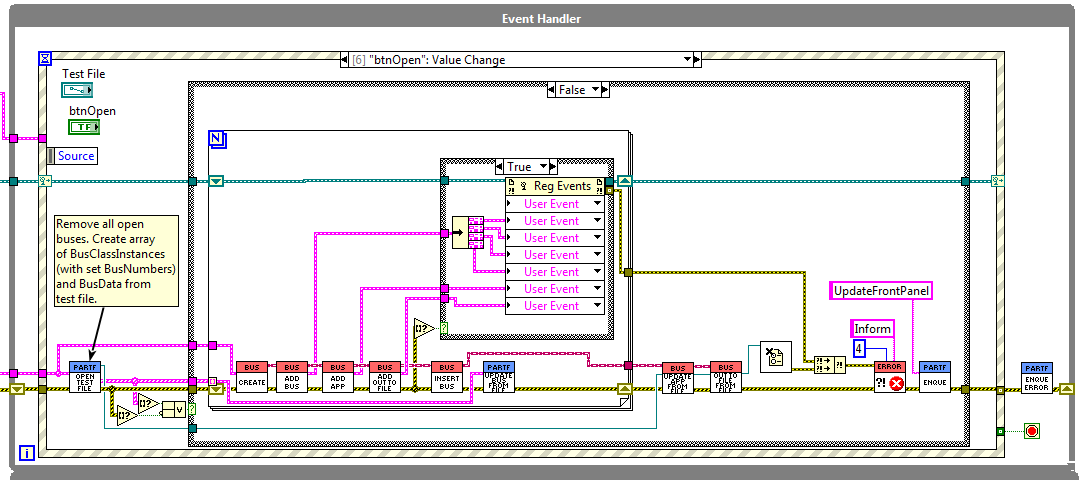 Event Handler
[6] "btnOpen": Value Change
Test File
btnOpen
TF
Source
False
N
True
Reg Events
User Event
User Event
User Event
User Event
User Event
User Event
User Event
Remove all open
buses. Create array
of BusClassInstances
(with set BusNumbers)
and BusData from
test file.
UpdateFrontPanel
Inform
4
PARTF
OPEN
TEST
FILE
V
BUS
CREATE
BUS
ADD
BUS
BUS
ADD
APP
BUS
ADD
OUT TO
FILE
BUS
INSERT
BUS
PARTF
UPDATE
BUS
FROM
FILE
BUS
UPDATE
APP FROM
FILE
BUS
OUT TO
FILE
FROM FILE
ERROR
?!
PARTF
ENQUE
PARTF
ENQUE
ERROR
i